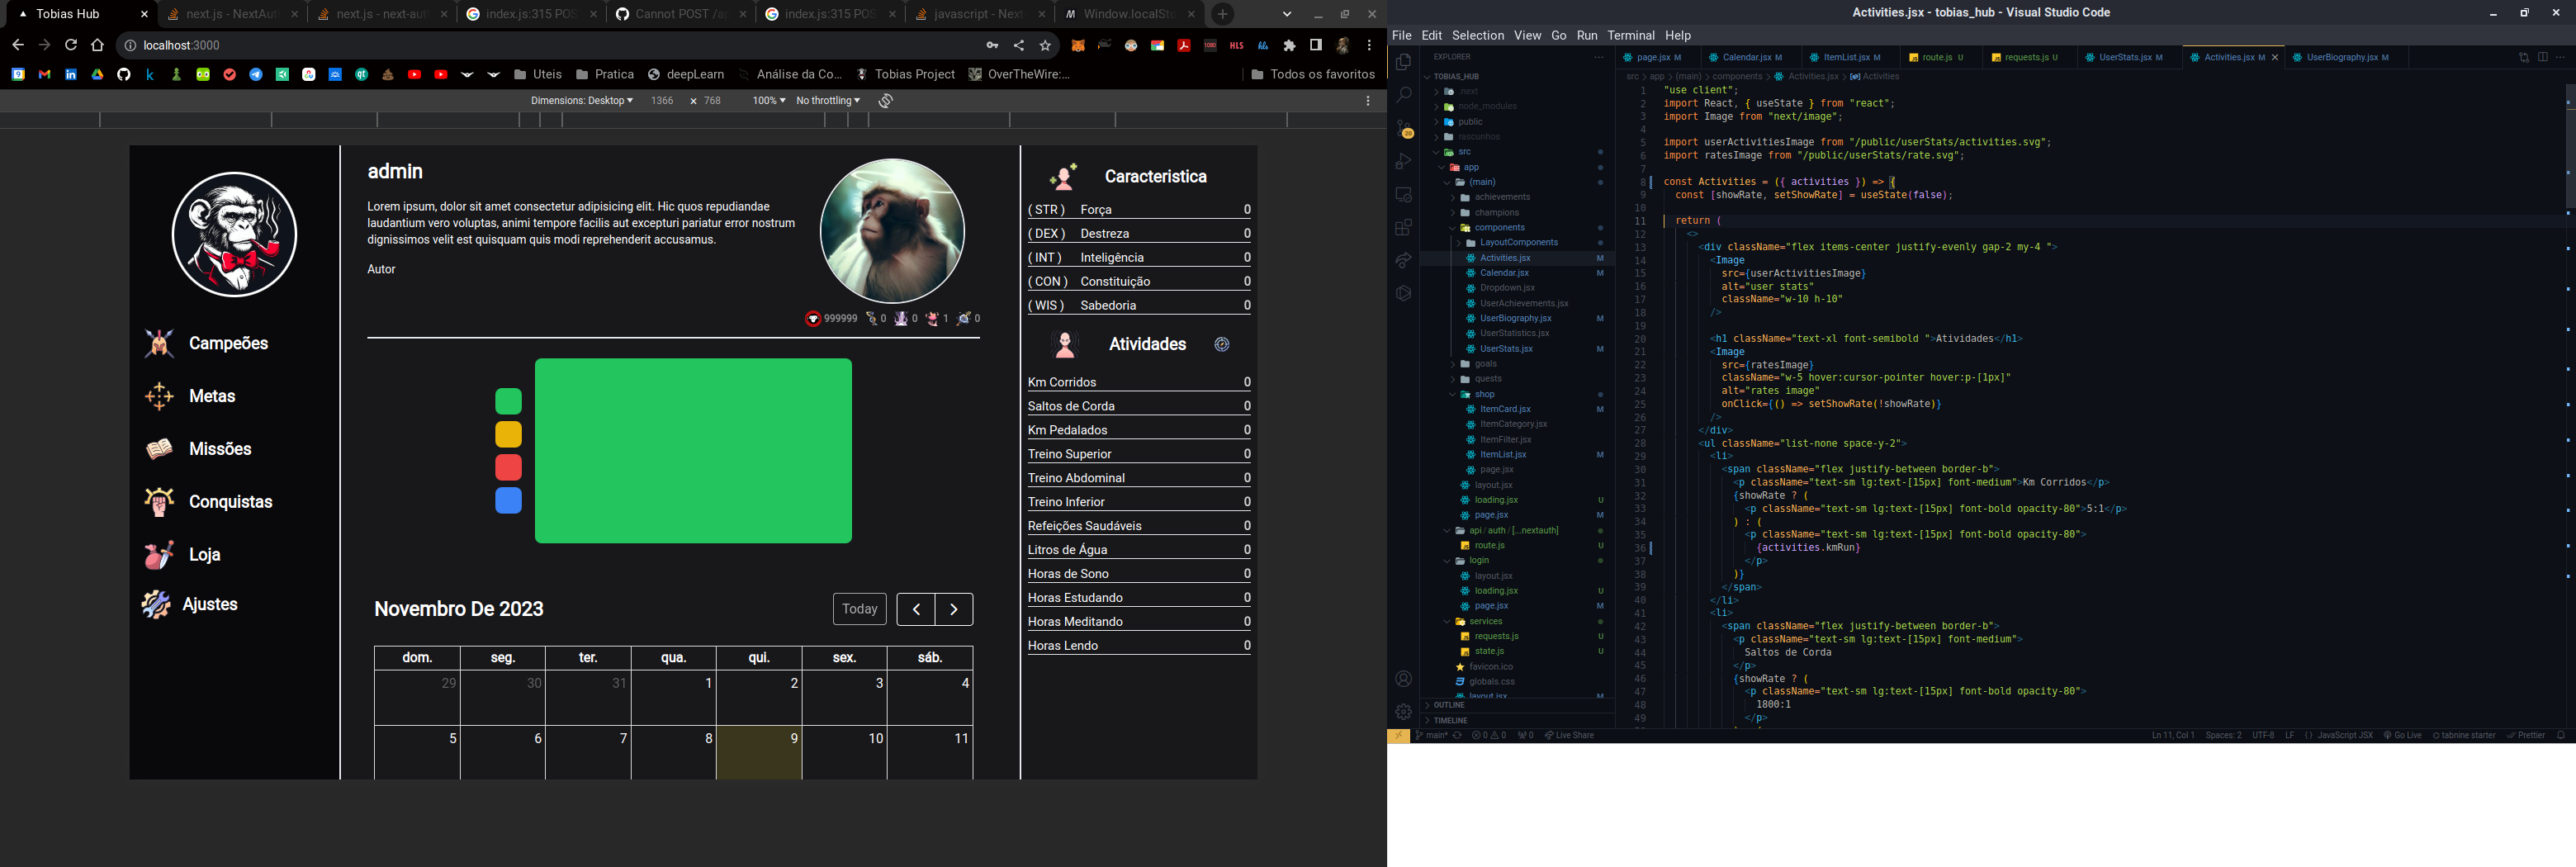 Tobias Hub
next.js - NextAut
next.js - next-aut
index.js:315 POS
Cannot POST /ap
index.js:315 POS
javascript - Next
Window.localSto
localhost:3000
Uteis
Pratica
deepLearn
Análise da Co...
Tobias Project
OverTheWire:...
Todos os favoritos
Dimensions: Desktop
1366 × 768
100%
No throttling
Campeões
Metas
Missões
Conquistas
Loja
Ajustes
admin
Lorem ipsum, dolor sit amet consectetur adipisicing elit. Hic quos repudiandae
laudantium vero voluptas, animi tempore facilis aut excepturi pariatur error nostrum
dignissimos velit est quisquam quis modi reprehenderit accusamus.
Autor
999999 0 0 1 0
Novembro De 2023
Today
dom. seg. ter. qua. qui. sex. sáb.
29 30 31 1 2 3 4
5 6 7 8 9 10 11
Caracteristica
( STR ) Força 0
( DEX ) Destreza 0
( INT ) Inteligência 0
( CON ) Constituição 0
( WIS ) Sabedoria 0
Atividades
Km Corridos 0
Saltos de Corda 0
Km Pedalados 0
Treino Superior 0
Treino Abdominal 0
Treino Inferior 0
Refeições Saudáveis 0
Litros de Água 0
Horas de Sono 0
Horas Estudando 0
Horas Meditando 0
Horas Lendo 0
Activities.jsx - tobias_hub - Visual Studio Code
File Edit Selection View Go Run Terminal Help
EXPLORER
TOBIAS_HUB
.next
node_modules
public
rascunhos
src
app
(main)
achievements
champions
components
LayoutComponents
Activities.jsx M
Calendar.jsx M
Dropdown.jsx
UserAchievements.jsx
UserBiography.jsx M
UserStatistics.jsx
UserStats.jsx M
goals
quests
shop
ItemCard.jsx M
ItemCategory.jsx
ItemFilter.jsx
ItemList.jsx M
page.jsx
layout.jsx
loading.jsx U
page.jsx M
api / auth / [...nextauth]
route.js U
login
layout.jsx
loading.jsx U
page.jsx M
services
requests.js U
state.js U
favicon.ico
globals.css
layout.jsx M
OUTLINE
TIMELINE
page.jsx M
Calendar.jsx M
ItemList.jsx M
route.js U
requests.js U
UserStats.jsx M
Activities.jsx M
UserBiography.jsx M
src > app > (main) > components > Activities.jsx > Activities
1 "use client";
2 import React, { useState } from "react";
3 import Image from "next/image";
4
5 import userActivitiesImage from "/public/userStats/activities.svg";
6 import ratesImage from "/public/userStats/rate.svg";
7
8 const Activities = ({ activities }) => {
9 const [showRate, setShowRate] = useState(false);
10
11 return (
12 <>
13 <div className="flex items-center justify-evenly gap-2 my-4 ">
14 <Image
15 src={userActivitiesImage}
16 alt="user stats"
17 className="w-10 h-10"
18 />
19
20 <h1 className="text-xl font-semibold ">Atividades</h1>
21 <Image
22 src={ratesImage}
23 className="w-5 hover:cursor-pointer hover:p-[1px]"
24 alt="rates image"
25 onClick={() => setShowRate(!showRate)}
26 />
27 </div>
28 <ul className="list-none space-y-2">
29 <li>
30 <span className="flex justify-between border-b">
31 <p className="text-sm lg:text-[15px] font-medium">Km Corridos</p>
32 {showRate ? (
33 <p className="text-sm lg:text-[15px] font-bold opacity-80">5:1</p>
34 ) : (
35 <p className="text-sm lg:text-[15px] font-bold opacity-80">
36 {activities.kmRun}
37 </p>
38 )}
39 </span>
40 </li>
41 <li>
42 <span className="flex justify-between border-b">
43 <p className="text-sm lg:text-[15px] font-medium">
44 Saltos de Corda
45 </p>
46 {showRate ? (
47 <p className="text-sm lg:text-[15px] font-bold opacity-80">
48 1800:1
49 </p>
main*
0 0
0
Live Share
Ln 11, Col 1
Spaces: 2
UTF-8
LF
JavaScript JSX
Go Live
tabnine starter
Prettier